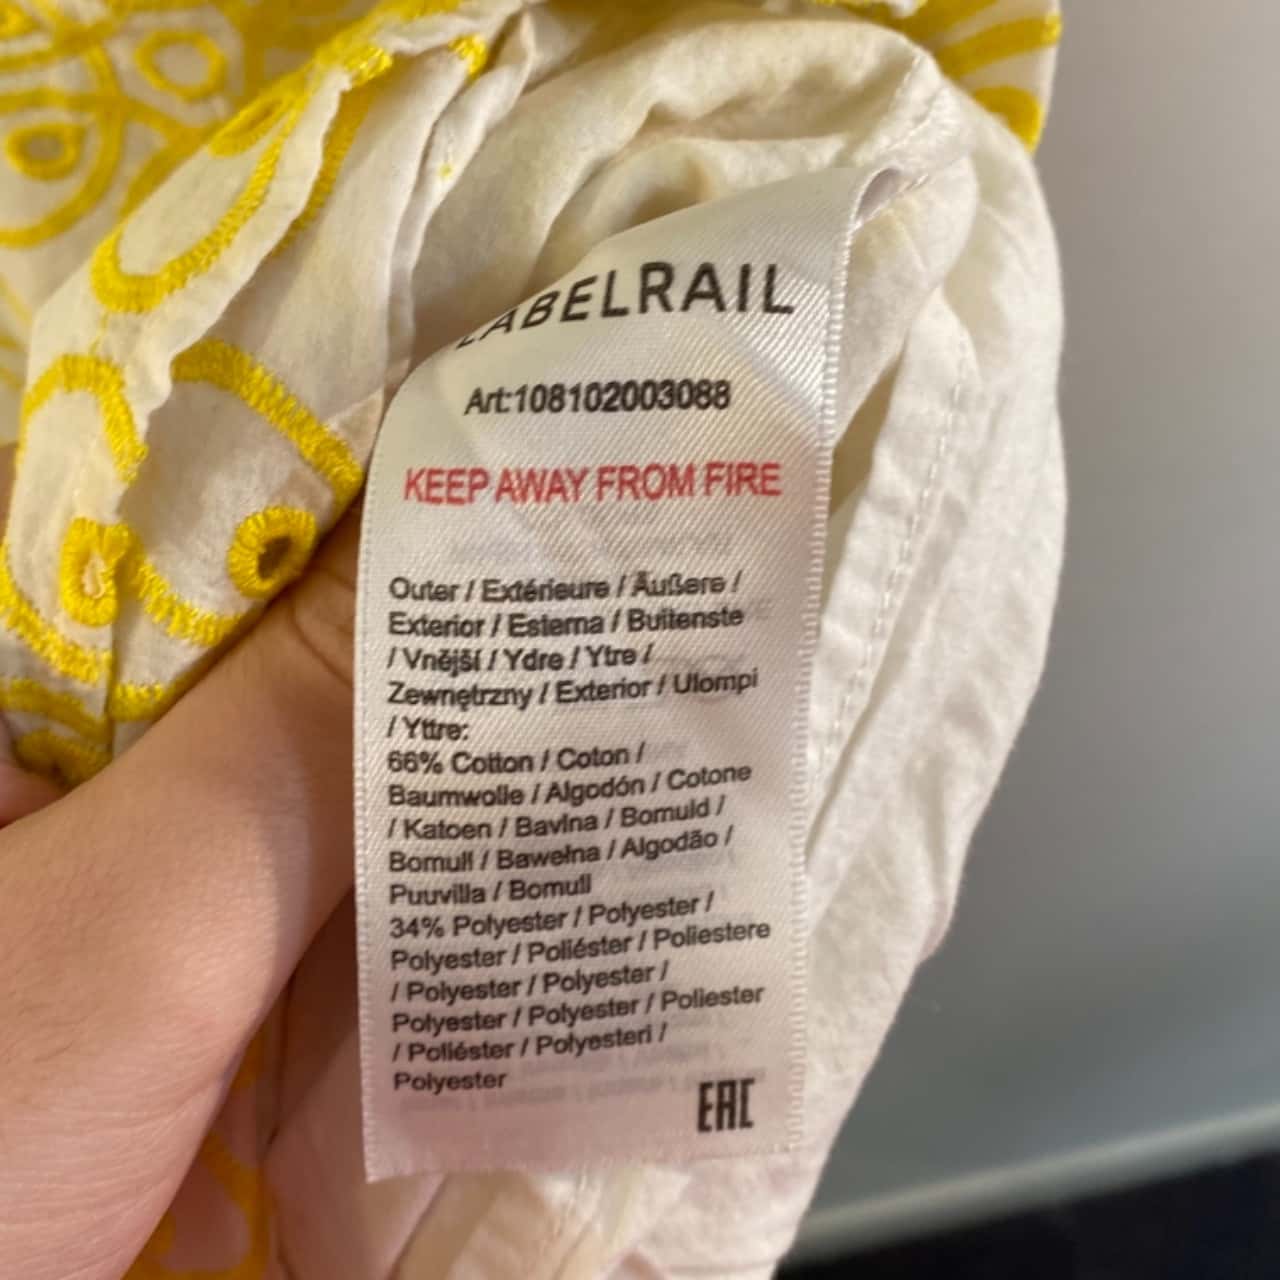 LABELRAIL
Art:108102003088
KEEP AWAY FROM FIRE
Outer / Extérieure / Äußere /
Exterior / Esterna / Buitenste
/ Vnější / Ydre / Ytre /
Zewnętrzny / Exterior / Ulompi
/ Yttre:
66% Cotton / Coton /
Baumwolle / Algodón / Cotone
/ Katoen / Bavlna / Bomuld /
Bomull / Bawełna / Algodão /
Puuvilla / Bomull
34% Polyester / Polyester /
Polyester / Poliéster / Poliestere
/ Polyester / Polyester /
Polyester / Polyester / Poliester
/ Poliéster / Polyesteri /
Polyester
EAC